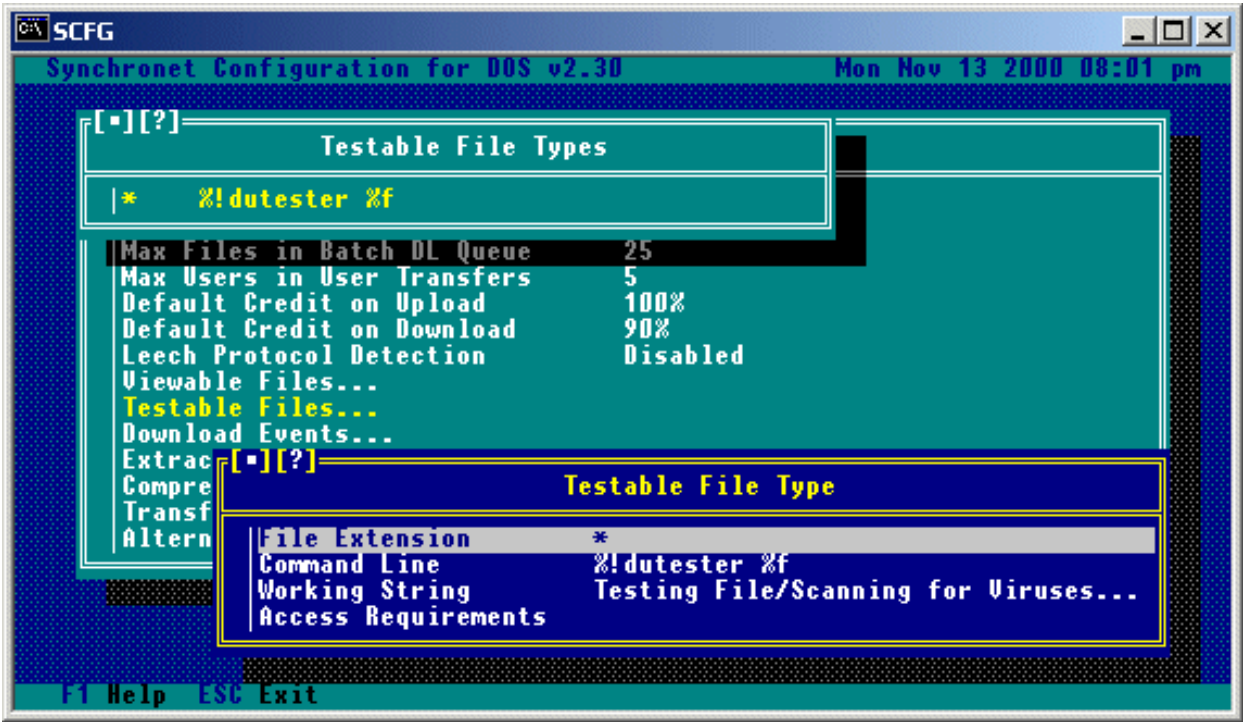 SCFG
Synchronet Configuration for DOS v2.30 Mon Nov 13 2000 08:01 pm
[▪][?]
Testable File Types
* %!dutester %f
Max Files in Batch DL Queue 25
Max Users in User Transfers 5
Default Credit on Upload 100%
Default Credit on Download 90%
Leech Protocol Detection Disabled
Viewable Files...
Testable Files...
Download Events...
Extrac
[▪][?]
Compre
Testable File Type
Transf
Altern
File Extension *
Command Line %!dutester %f
Working String Testing File/Scanning for Viruses...
Access Requirements
F1 Help ESC Exit